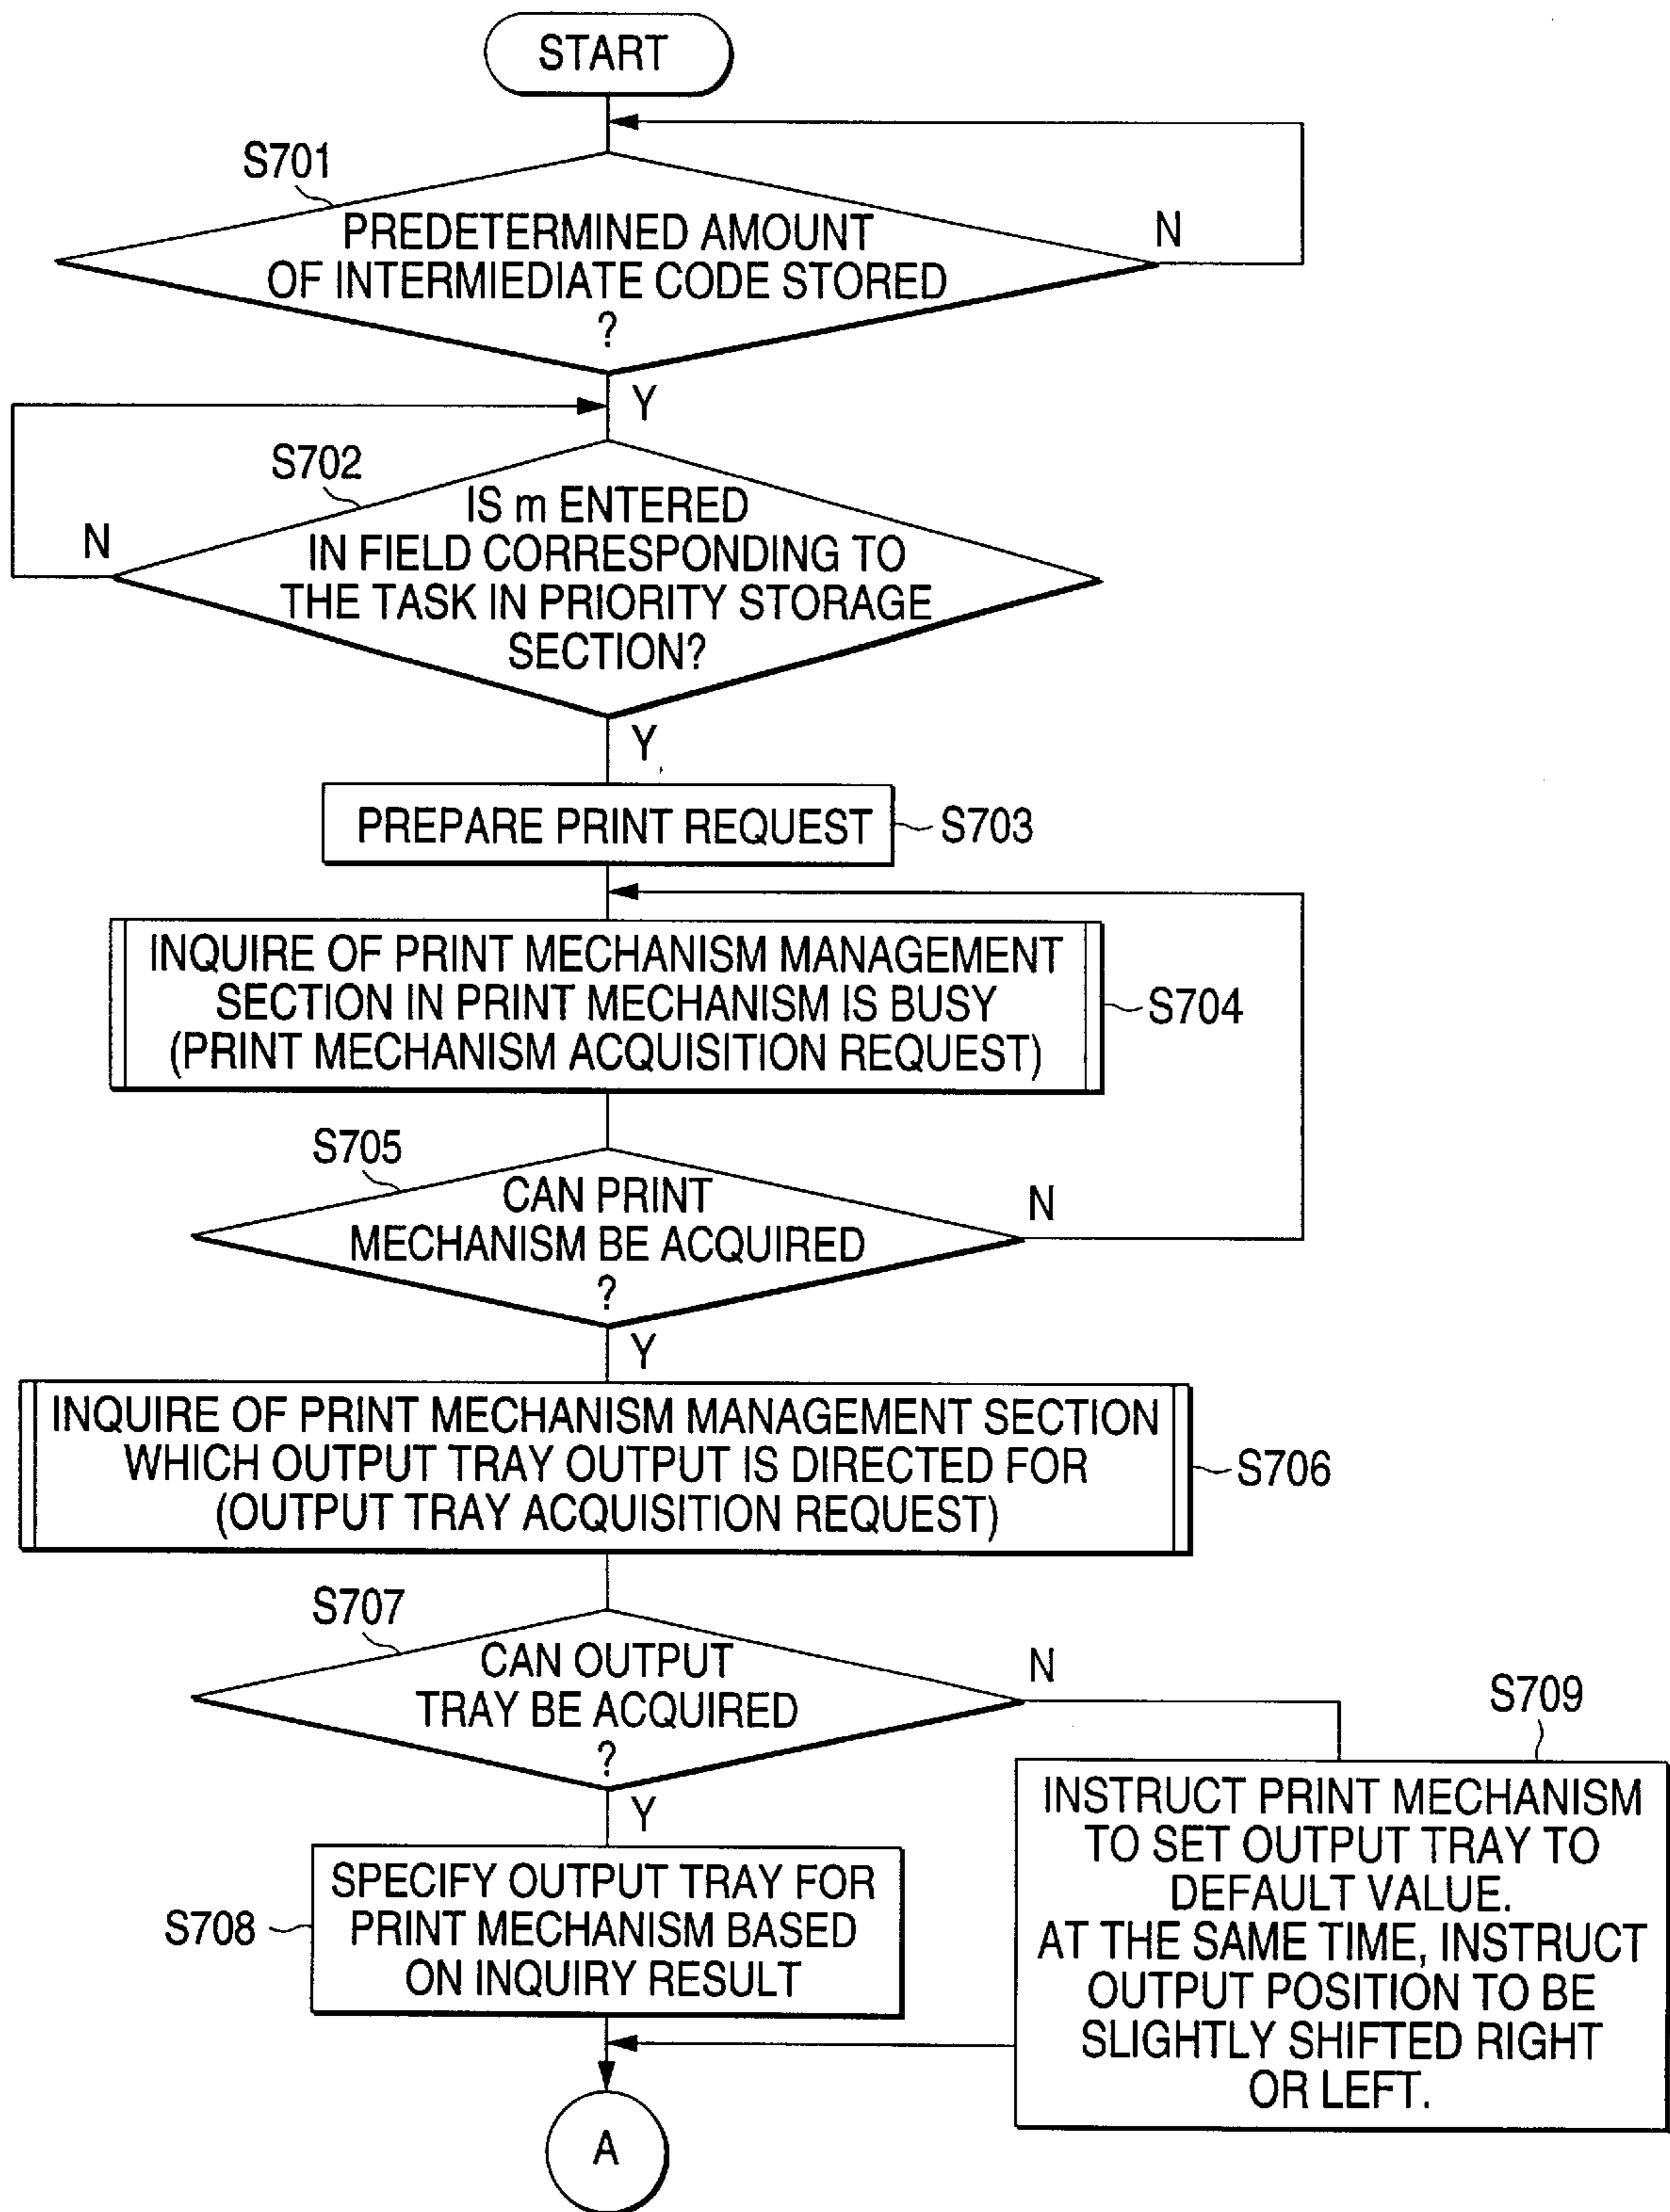 START
S701
PREDETERMINED AMOUNT
OF INTERMIEDIATE CODE STORED
?
N
Y
S702
IS m ENTERED
IN FIELD CORRESPONDING TO
THE TASK IN PRIORITY STORAGE
SECTION?
N
Y
PREPARE PRINT REQUEST
S703
INQUIRE OF PRINT MECHANISM MANAGEMENT
SECTION IN PRINT MECHANISM IS BUSY
(PRINT MECHANISM ACQUISITION REQUEST)
S704
S705
CAN PRINT
MECHANISM BE ACQUIRED
?
N
Y
INQUIRE OF PRINT MECHANISM MANAGEMENT SECTION
WHICH OUTPUT TRAY OUTPUT IS DIRECTED FOR
(OUTPUT TRAY ACQUISITION REQUEST)
S706
S707
CAN OUTPUT
TRAY BE ACQUIRED
?
N
Y
S708
SPECIFY OUTPUT TRAY FOR
PRINT MECHANISM BASED
ON INQUIRY RESULT
S709
INSTRUCT PRINT MECHANISM
TO SET OUTPUT TRAY TO
DEFAULT VALUE.
AT THE SAME TIME, INSTRUCT
OUTPUT POSITION TO BE
SLIGHTLY SHIFTED RIGHT
OR LEFT.
A